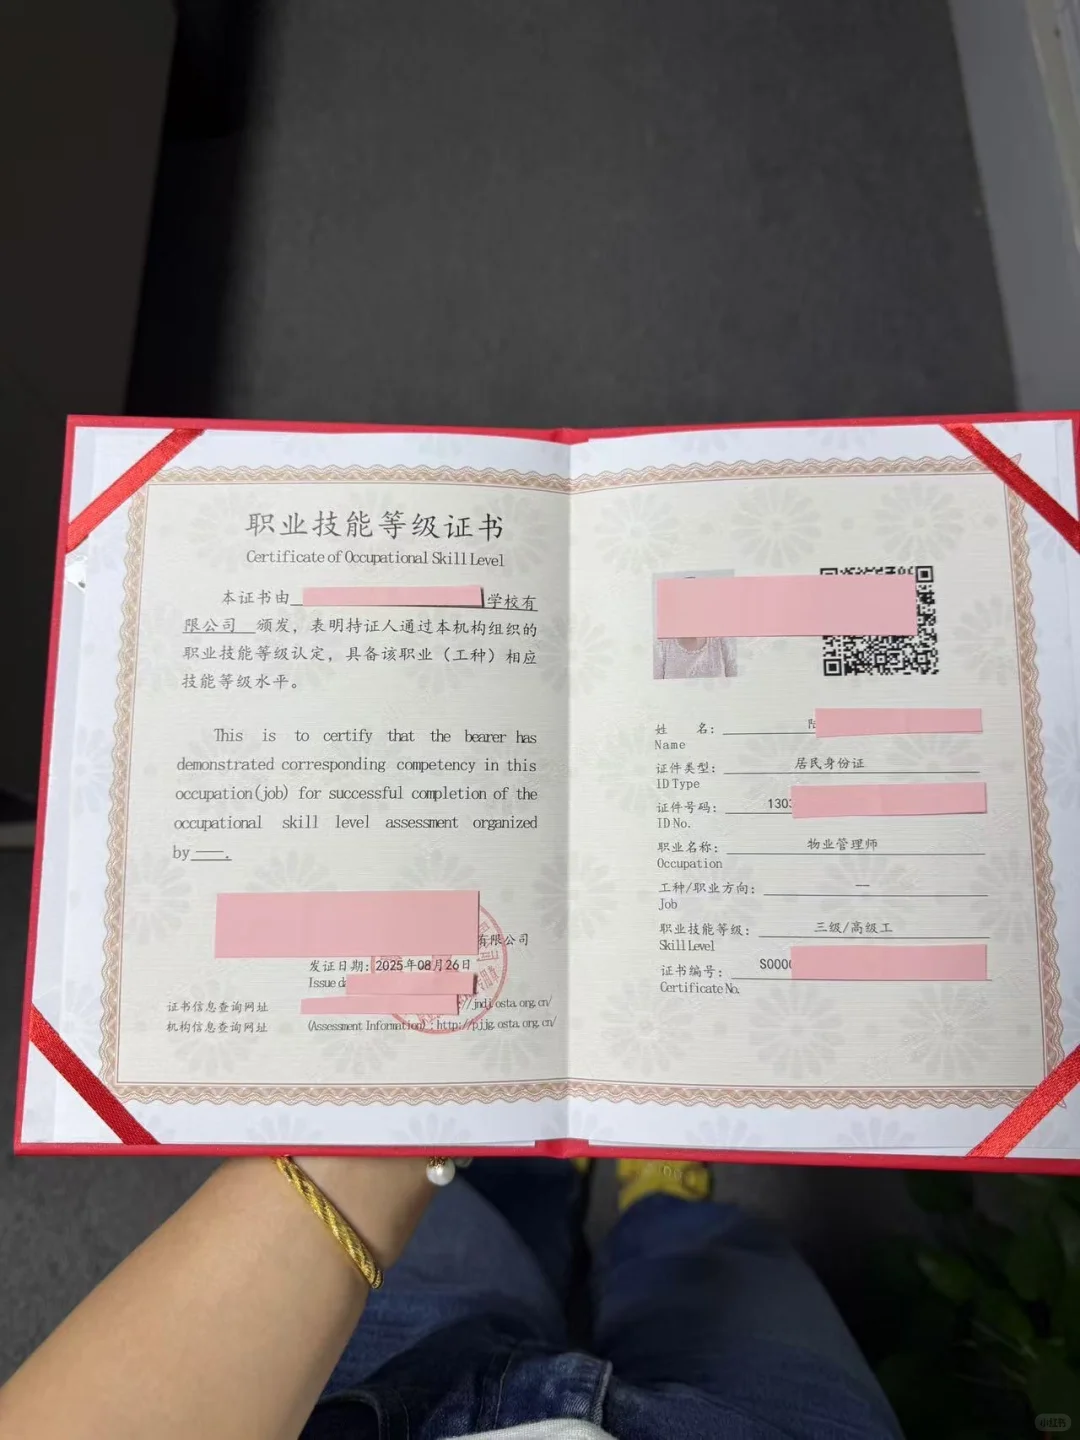 职业技能等级证书
Certificate of Occupational Skill Level
本证书由 学校有
限公司 颁发，表明持证人通过本机构组织的
职业技能等级认定，具备该职业（工种）相应
技能等级水平。
This is to certify that the bearer has
demonstrated corresponding competency in this
occupation(job) for successful completion of the
occupational skill level assessment organized
by —.
有限公司
发证日期：2025年08月26日
Issue d
证书信息查询网址 //jndj.osta.org.cn/
机构信息查询网址 (Assessment Information)：http://pjjg.osta.org.cn/
姓 名：
Name
证件类型：居民身份证
ID Type
证件号码：1303
ID No.
职业名称：物业管理师
Occupation
工种/职业方向：—
Job
职业技能等级：三级/高级工
Skill Level
证书编号：S000
Certificate No.
小红书